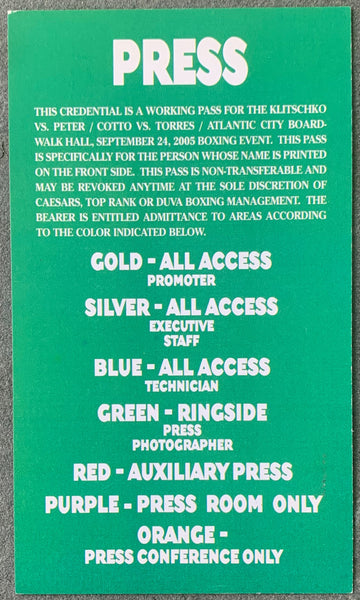 PRESS
THIS CREDENTIAL IS A WORKING PASS FOR THE KLITSCHKO
VS. PETER / COTTO VS. TORRES / ATLANTIC CITY BOARD-
WALK HALL, SEPTEMBER 24, 2005 BOXING EVENT. THIS PASS
IS SPECIFICALLY FOR THE PERSON WHOSE NAME IS PRINTED
ON THE FRONT SIDE. THIS PASS IS NON-TRANSFERABLE AND
MAY BE REVOKED ANYTIME AT THE SOLE DISCRETION OF
CAESARS, TOP RANK OR DUVA BOXING MANAGEMENT. THE
BEARER IS ENTITLED ADMITTANCE TO AREAS ACCORDING
TO THE COLOR INDICATED BELOW.
GOLD - ALL ACCESS
PROMOTER
SILVER - ALL ACCESS
EXECUTIVE
STAFF
BLUE - ALL ACCESS
TECHNICIAN
GREEN - RINGSIDE
PRESS
PHOTOGRAPHER
RED - AUXILIARY PRESS
PURPLE - PRESS ROOM ONLY
ORANGE -
PRESS CONFERENCE ONLY